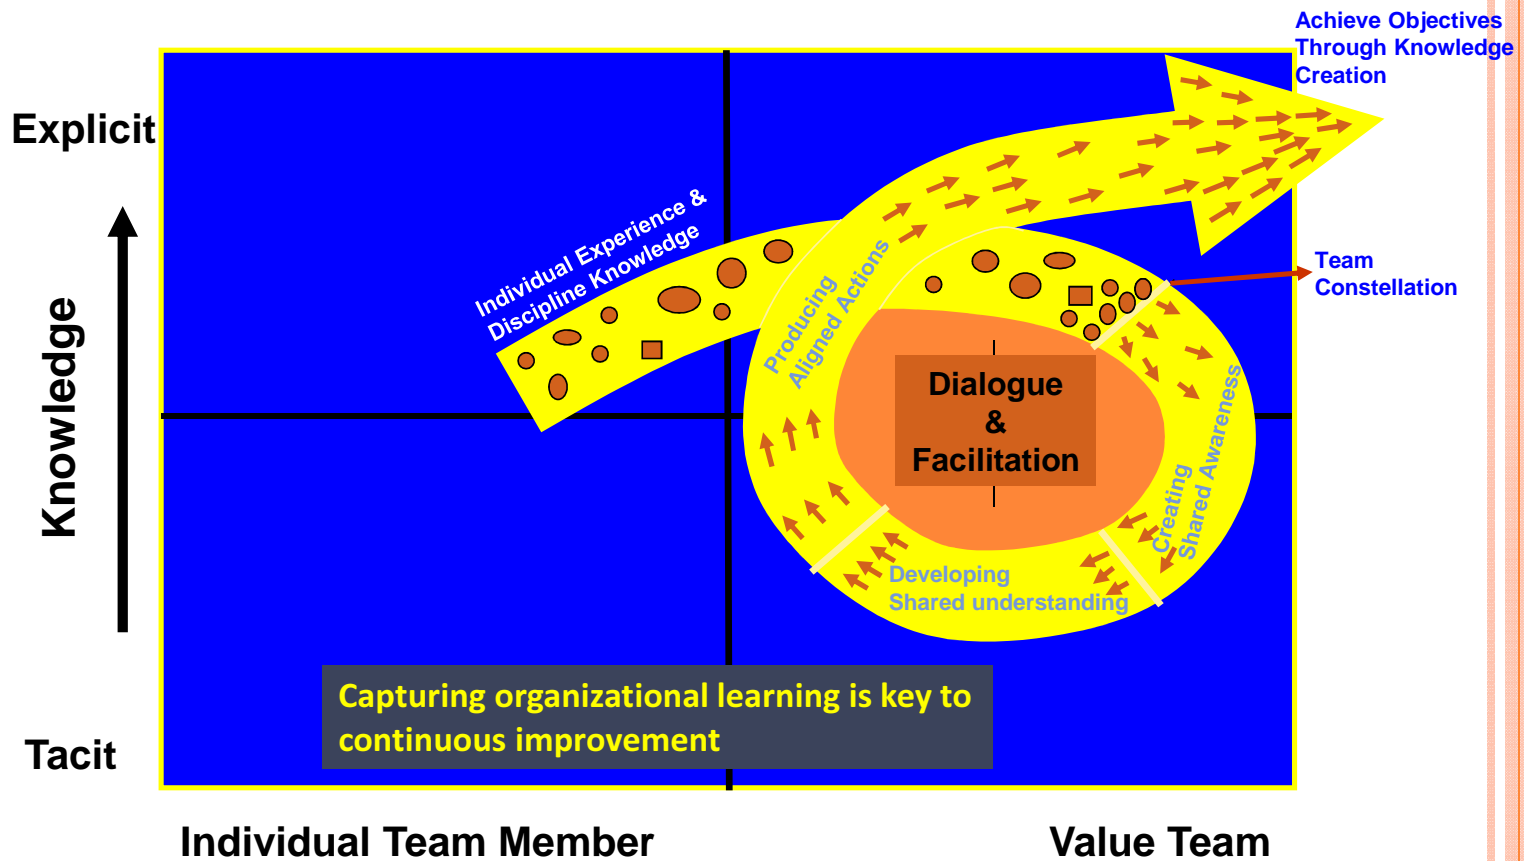 Achieve Objectives
Through Knowledge
Creation
Explicit
Individual Experience &
Discipline Knowledge
Producing
Aligned Actions
Team
Constellation
Knowledge
Dialogue
&
Facilitation
Creating
Shared Awareness
Developing
Shared understanding
Capturing organizational learning is key to
continuous improvement
Tacit
Individual Team Member
Value Team